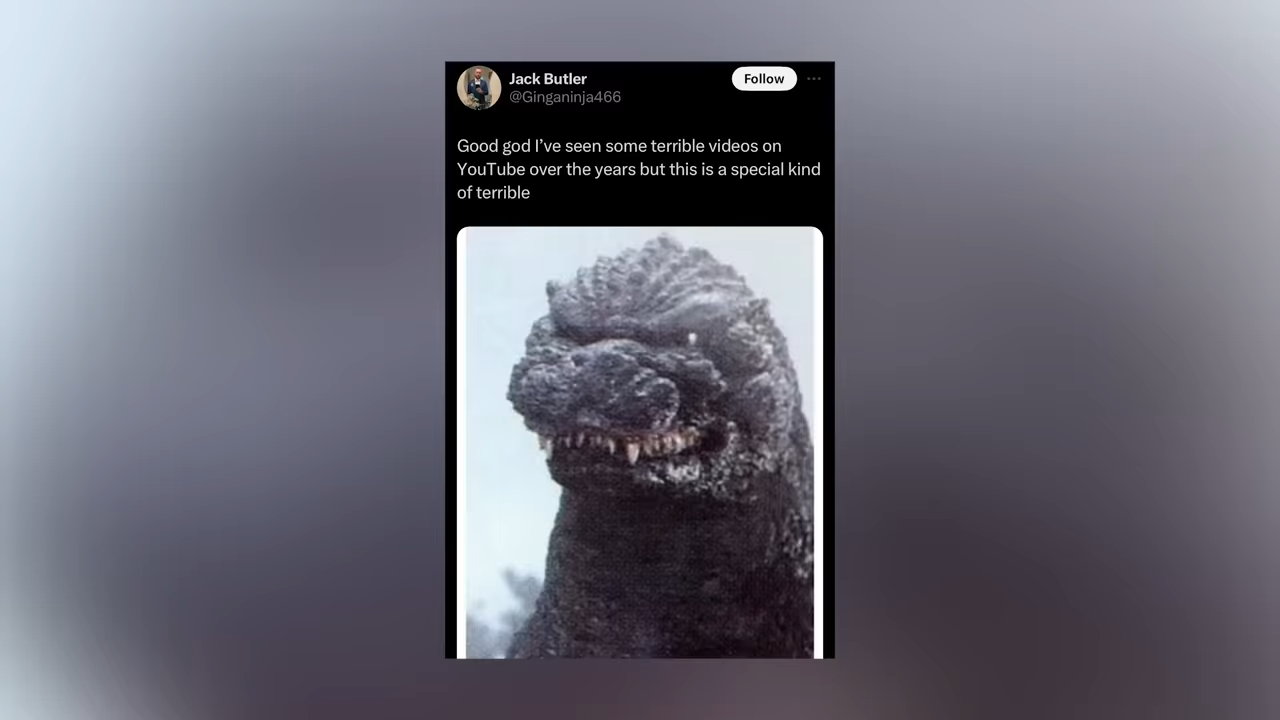 Jack Butler
Follow
@Ginganinja466
Good god I’ve seen some terrible videos on
YouTube over the years but this is a special kind
of terrible